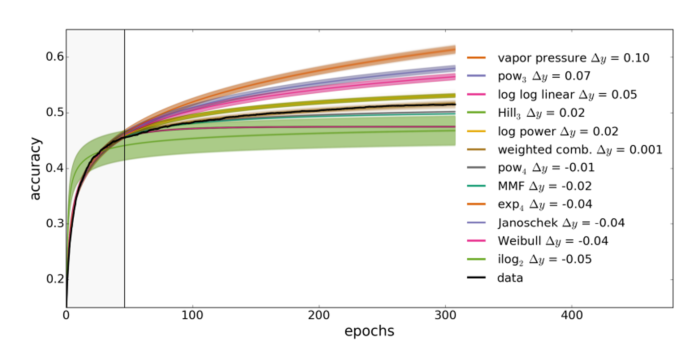 0.6
0.5
0.4
0.3
0.2
accuracy
0
100
200
300
400
epochs
vapor pressure Δy = 0.10
pow₃ Δy = 0.07
log log linear Δy = 0.05
Hill₃ Δy = 0.02
log power Δy = 0.02
weighted comb. Δy = 0.001
pow₄ Δy = -0.01
MMF Δy = -0.02
exp₄ Δy = -0.04
Janoschek Δy = -0.04
Weibull Δy = -0.04
ilog₂ Δy = -0.05
data